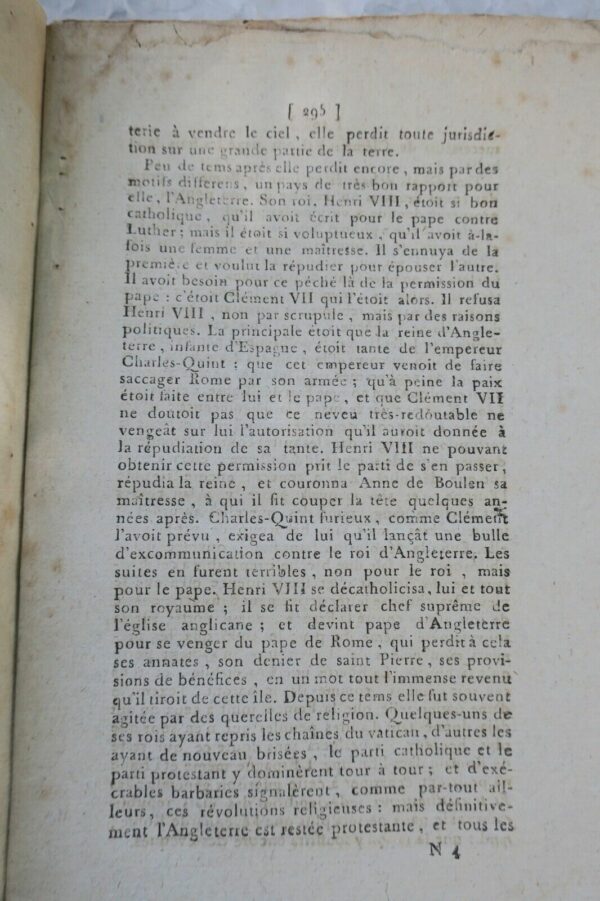 [ 295 ]
terie à vendre le ciel, elle perdit toute jurisdic-
tion sur une grande partie de la terre.
Peu de tems après elle perdit encore, mais par des
motifs différens, un pays de très bon rapport pour
elle, l'Angleterre. Son roi, Henri VIII, étoit si bon
catholique, qu'il avoit écrit pour le pape contre
Luther; mais il étoit si voluptueux, qu'il avoit à-la-
fois une femme et une maîtresse. Il s'ennuya de la
première et voulut la répudier pour épouser l'autre.
Il avoit besoin pour ce péché là de la permission du
pape : c'étoit Clément VII qui l'étoit alors. Il refusa
Henri VIII, non par scrupule, mais par des raisons
politiques. La principale étoit que la reine d'Angle-
terre, infante d'Espagne, étoit tante de l'empereur
Charles-Quint; que cet empereur venoit de faire
saccager Rome par son armée; qu'à peine la paix
étoit faite entre lui et le pape, et que Clément VII
ne doutoit pas que ce neveu très-redoutable ne
vengeât sur lui l'autorisation qu'il auroit donnée à
la répudiation de sa tante. Henri VIII ne pouvant
obtenir cette permission prit le parti de s'en passer,
répudia la reine, et couronna Anne de Boulen sa
maîtresse, à qui il fit couper la tête quelques an-
nées après. Charles-Quint furieux, comme Clément
l'avoit prévu, exigea de lui qu'il lançât une bulle
d'excommunication contre le roi d'Angleterre. Les
suites en furent terribles, non pour le roi, mais
pour le pape. Henri VIII se décatholicisa, lui et tout
son royaume; il se fit déclarer chef suprême de
l'église anglicane; et devint pape d'Angleterre
pour se venger du pape de Rome, qui perdit à cela
ses annates, son denier de saint Pierre, ses provi-
sions de bénéfices, en un mot tout l'immense revenu
qu'il tiroit de cette île. Depuis ce tems elle fut souvent
agitée par des querelles de religion. Quelques-uns de
ses rois ayant repris les chaînes du vatican, d'autres les
ayant de nouveau brisées, le parti catholique et le
parti protestant y dominèrent tour à tour; et d'exé-
crables barbaries signalèrent, comme par-tout ail-
leurs, ces révolutions religieuses : mais définitive-
ment l'Angleterre est restée protestante, et tous les
N 4